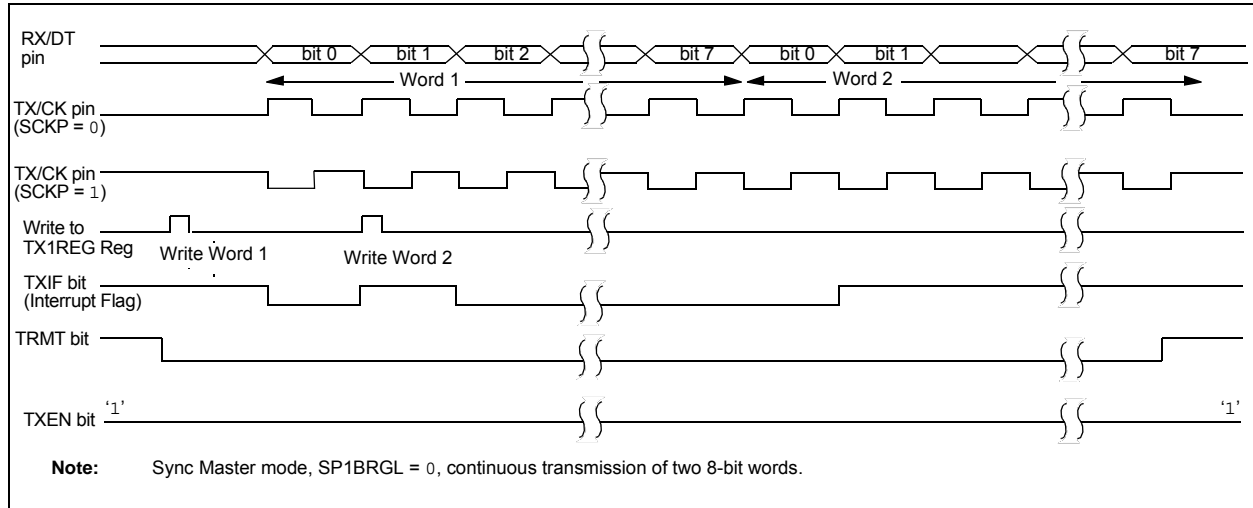 RX/DT
pin
bit 0 bit 1 bit 2 bit 7 bit 0 bit 1 bit 7
Word 1 Word 2
TX/CK pin
(SCKP = 0)
TX/CK pin
(SCKP = 1)
Write to
TX1REG Reg
Write Word 1 Write Word 2
TXIF bit
(Interrupt Flag)
TRMT bit
TXEN bit '1' '1'
Note: Sync Master mode, SP1BRGL = 0, continuous transmission of two 8-bit words.